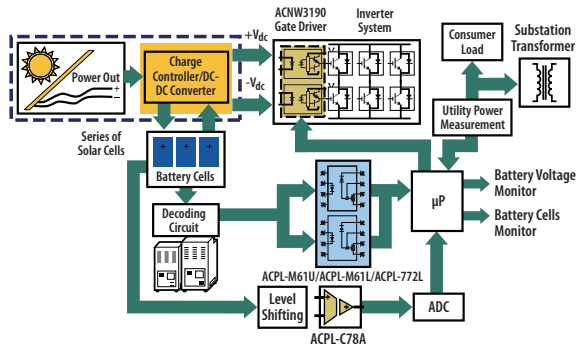 +Vdc
ACNW3190
Gate Driver
Inverter
System
Consumer
Load
Substation
Transformer
Power Out
+
−
Charge
Controller/DC-
DC Converter
-Vdc
Utility Power
Measurement
Series of
Solar Cells
+ + +
Battery Cells
µP
Battery Voltage
Monitor
Battery Cells
Monitor
Decoding
Circuit
ACPL-M61U/ACPL-M61L/ACPL-772L
Level
Shifting
+
−
ADC
ACPL-C78A